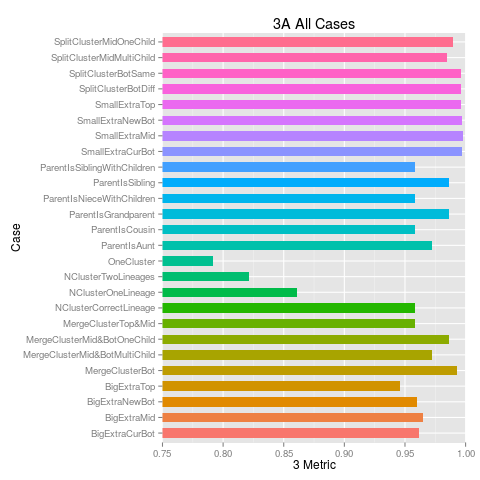 3A All Cases
SplitClusterMidOneChild
SplitClusterMidMultiChild
SplitClusterBotSame
SplitClusterBotDiff
SmallExtraTop
SmallExtraNewBot
SmallExtraMid
SmallExtraCurBot
ParentIsSiblingWithChildren
ParentIsSibling
ParentIsNieceWithChildren
ParentIsGrandparent
ParentIsCousin
ParentIsAunt
OneCluster
NClusterTwoLineages
NClusterOneLineage
NClusterCorrectLineage
MergeClusterTop&Mid
MergeClusterMid&BotOneChild
MergeClusterMid&BotMultiChild
MergeClusterBot
BigExtraTop
BigExtraNewBot
BigExtraMid
BigExtraCurBot
Case
0.75 0.80 0.85 0.90 0.95 1.00
3 Metric